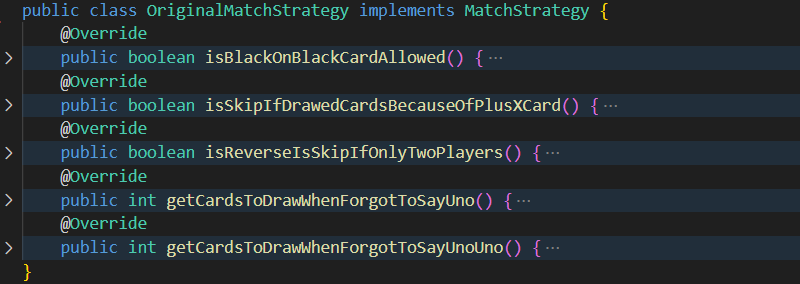 public class OriginalMatchStrategy implements MatchStrategy {
@Override
public boolean isBlackOnBlackCardAllowed() { ···
@Override
public boolean isSkipIfDrawedCardsBecauseOfPlusXCard() { ···
@Override
public boolean isReverseIsSkipIfOnlyTwoPlayers() { ···
@Override
public int getCardsToDrawWhenForgotToSayUno() { ···
@Override
public int getCardsToDrawWhenForgotToSayUnoUno() { ···
}